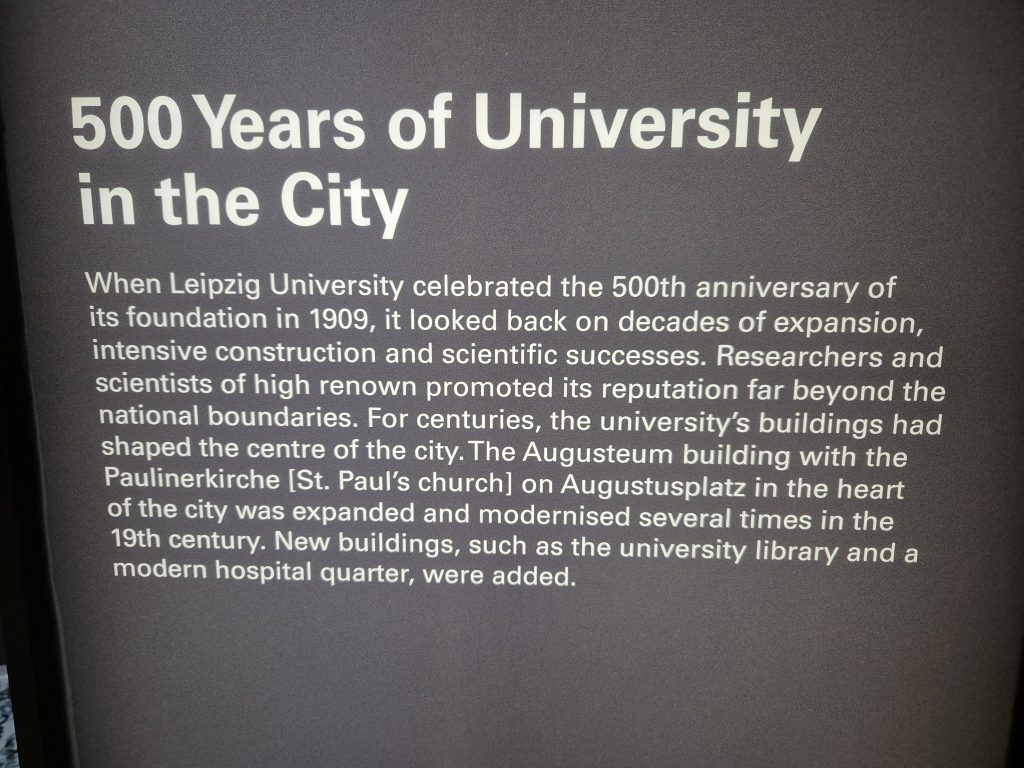 500 Years of University
in the City
When Leipzig University celebrated the 500th anniversary of
its foundation in 1909, it looked back on decades of expansion,
intensive construction and scientific successes. Researchers and
scientists of high renown promoted its reputation far beyond the
national boundaries. For centuries, the university’s buildings had
shaped the centre of the city. The Augusteum building with the
Paulinerkirche [St. Paul’s church] on Augustusplatz in the heart
of the city was expanded and modernised several times in the
19th century. New buildings, such as the university library and a
modern hospital quarter, were added.